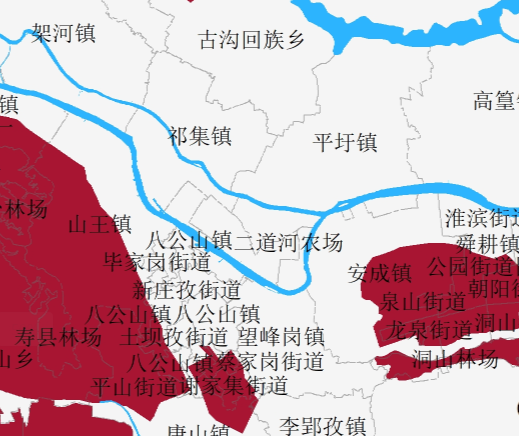 架河镇
古沟回族乡
镇
高皇
祁集镇
平圩镇
林场
山王镇
淮滨街道
八公山镇
二道河农场
舜耕镇
毕家岗街道
安成镇
公园街道
新庄孜街道
朝阳街
泉山街道
八公山镇
八公山镇
洞山
寿县林场
土坝孜街道
望峰岗镇
龙泉街道
山乡
八公山镇
蔡家岗街道
洞山林场
平山街道
谢家集街道
唐山镇
李郢孜镇